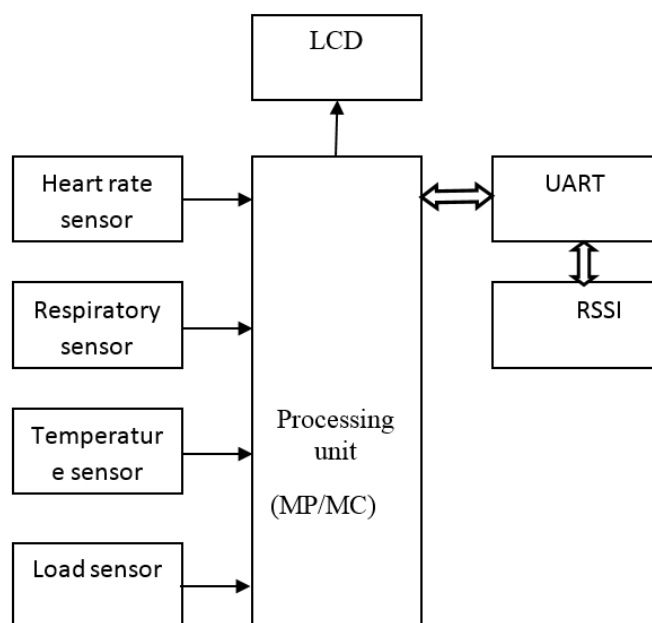 LCD
Heart rate
sensor
UART
Respiratory
sensor
RSSI
Temperatur
e sensor
Processing
unit
(MP/MC)
Load sensor